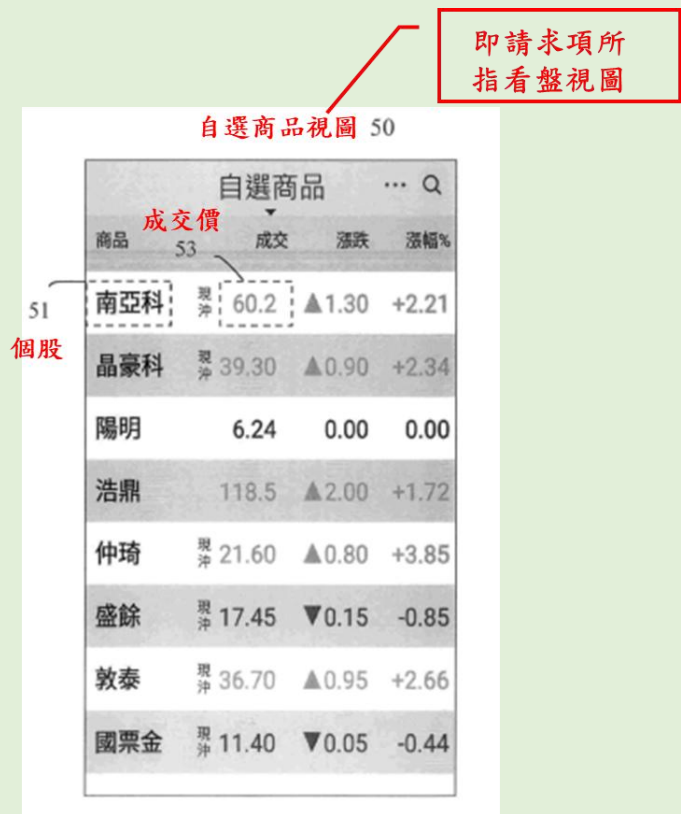 即請求項所
指看盤視圖
自選商品視圖 50
自選商品 ··· 
成交價
商品 53 成交 漲跌 漲幅%
51 南亞科 現沖 60.2 ▲1.30 +2.21
個股
晶豪科 現沖 39.30 ▲0.90 +2.34
陽明 6.24 0.00 0.00
浩鼎 118.5 ▲2.00 +1.72
仲琦 現沖 21.60 ▲0.80 +3.85
盛餘 現沖 17.45 ▼0.15 -0.85
敦泰 現沖 36.70 ▲0.95 +2.66
國票金 現沖 11.40 ▼0.05 -0.44